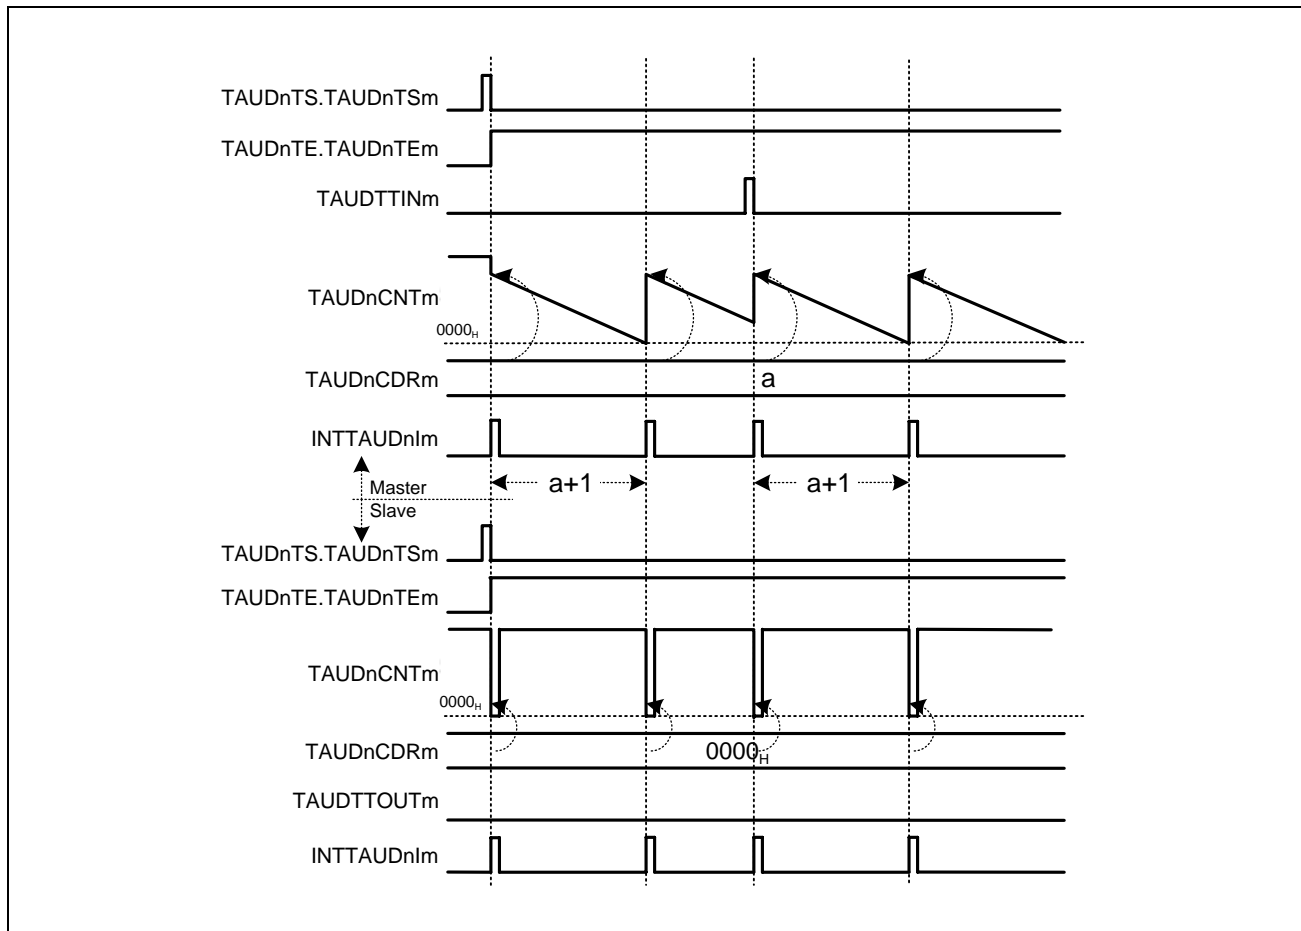 TAUDnTS.TAUDnTSm
TAUDnTE.TAUDnTEm
TAUDTTINm
TAUDnCNTm
0000H
TAUDnCDRm
a
INTTAUDnIm
a+1 a+1
Master
Slave
TAUDnTS.TAUDnTSm
TAUDnTE.TAUDnTEm
TAUDnCNTm
0000H
TAUDnCDRm
0000H
TAUDTTOUTm
INTTAUDnIm